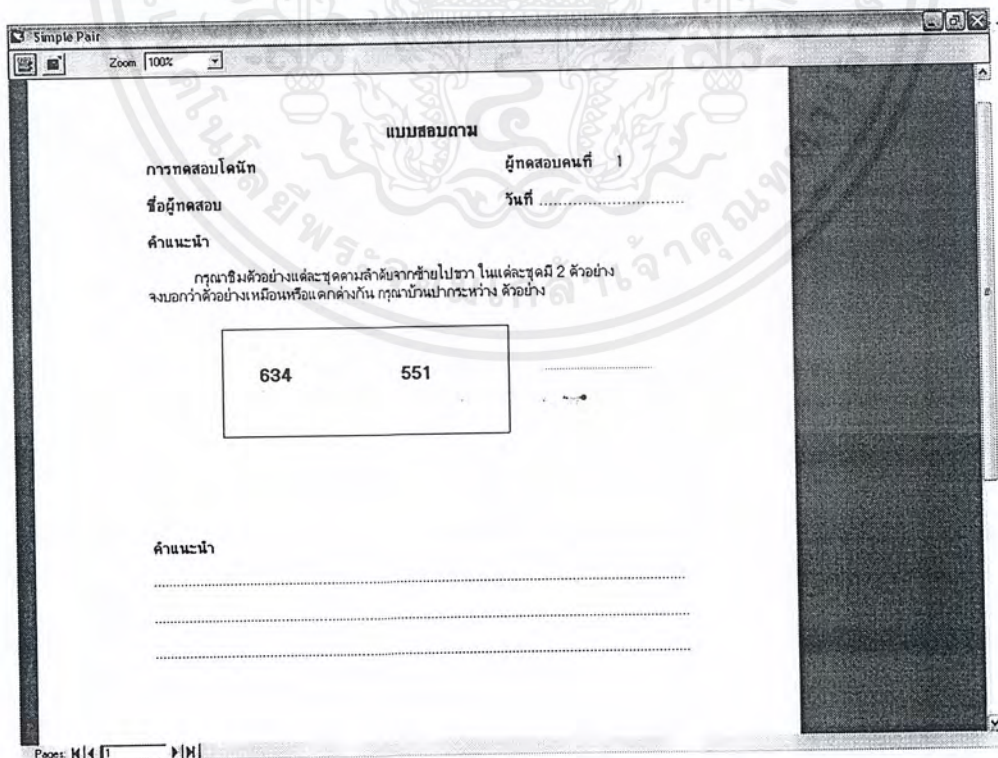 Simple Pair
Zoom 100%
แบบสอบถาม
การทดสอบโดนัท ผู้ทดสอบคนที่ 1
ชื่อผู้ทดสอบ วันที่ ..............................
คำแนะนำ
กรุณาชิมตัวอย่างแต่ละชุดตามลำดับจากซ้ายไปขวา ในแต่ละชุดมี 2 ตัวอย่าง
จงบอกว่าตัวอย่างเหมือนหรือแตกต่างกัน กรุณาบ้วนปากระหว่าง ตัวอย่าง
634 551
คำแนะนำ
Pages: 1